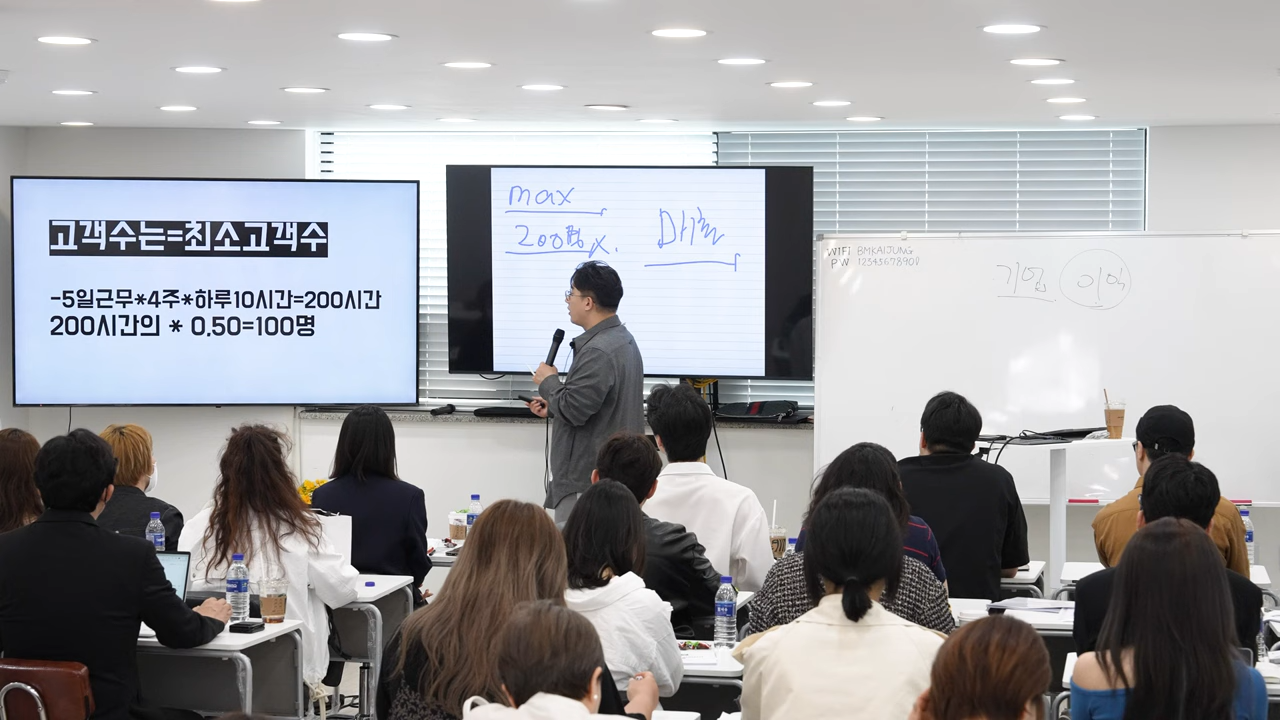 고객수는=최소고객수
-5일근무*4주*하루10시간=200시간
200시간의 * 0.50=100명
max
200명 x.
매출
WIFI BMKAIJUNG
PW 1234567890!
기업 이익